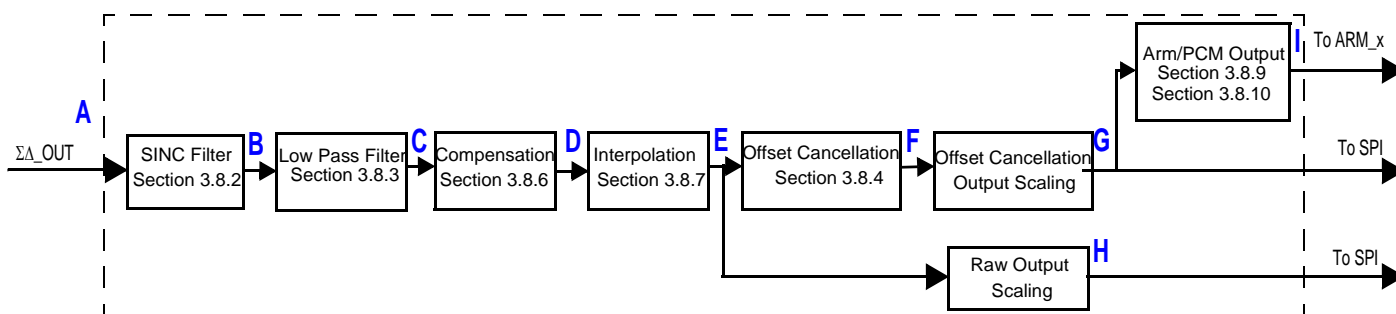 A
ΣΔ_OUT
SINC Filter
Section 3.8.2
B
Low Pass Filter
Section 3.8.3
C
Compensation
Section 3.8.6
D
Interpolation
Section 3.8.7
E
Offset Cancellation
Section 3.8.4
F
Offset Cancellation
Output Scaling
G
To SPI
Arm/PCM Output
Section 3.8.9
Section 3.8.10
I
To ARM_x
Raw Output
Scaling
H
To SPI